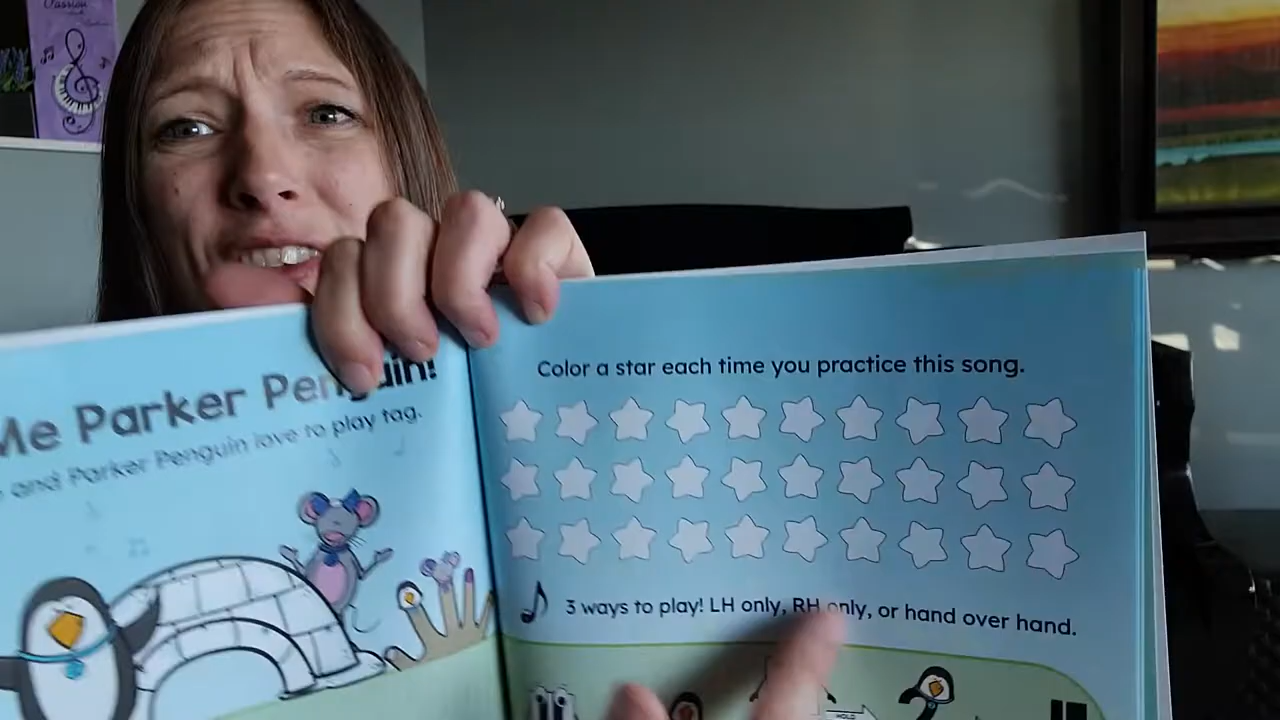 Me Parker Penguin!
and Parker Penguin love to play tag.
Color a star each time you practice this song.
3 ways to play! LH only, RH only, or hand over hand.
HOLD